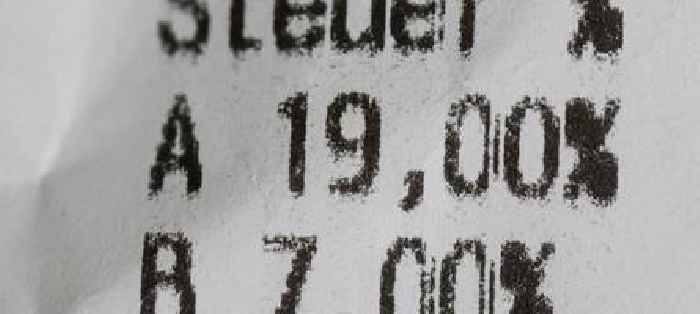 Steuer %
A 19,00%
B 7,00%